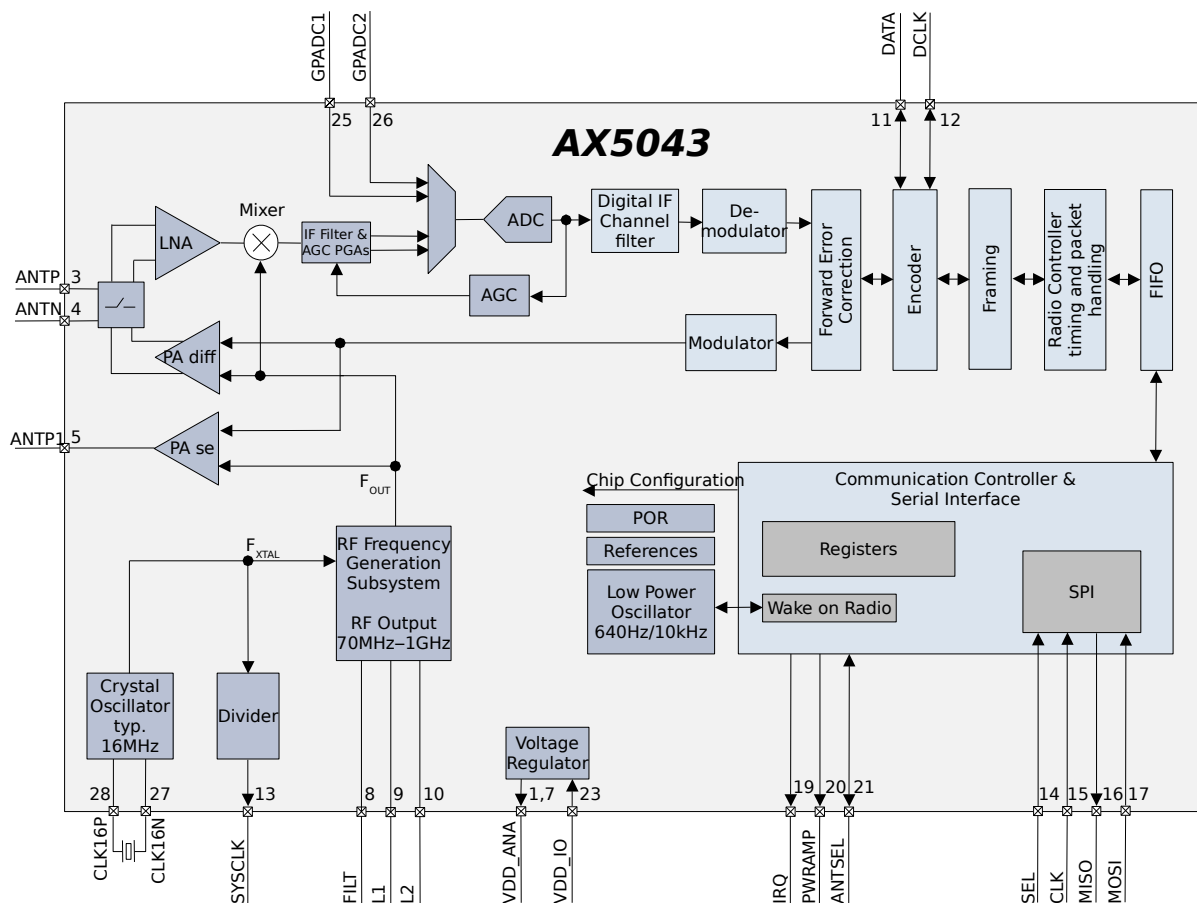 GPADC1
GPADC2
DATA
DCLK
25
26
11
12
AX5043
Mixer
LNA
IF Filter &
AGC PGAs
ADC
AGC
Digital IF
Channel
filter
De-
modulator
Forward Error
Correction
Encoder
Framing
Radio Controller
timing and packet
handling
FIFO
Modulator
ANTP 3
ANTN 4
PA diff
ANTP1 5
PA se
FOUT
FXTAL
RF Frequency
Generation
Subsystem
RF Output
70MHz–1GHz
Chip Configuration
POR
References
Low Power
Oscillator
640Hz/10kHz
Communication Controller &
Serial Interface
Registers
Wake on Radio
SPI
Crystal
Oscillator
typ.
16MHz
Divider
Voltage
Regulator
28
27
13
8
9
10
1,7
23
19
20
21
14
15
16
17
CLK16P
CLK16N
SYSCLK
FILT
L1
L2
VDD_ANA
VDD_IO
IRQ
PWRAMP
ANTSEL
SEL
CLK
MISO
MOSI